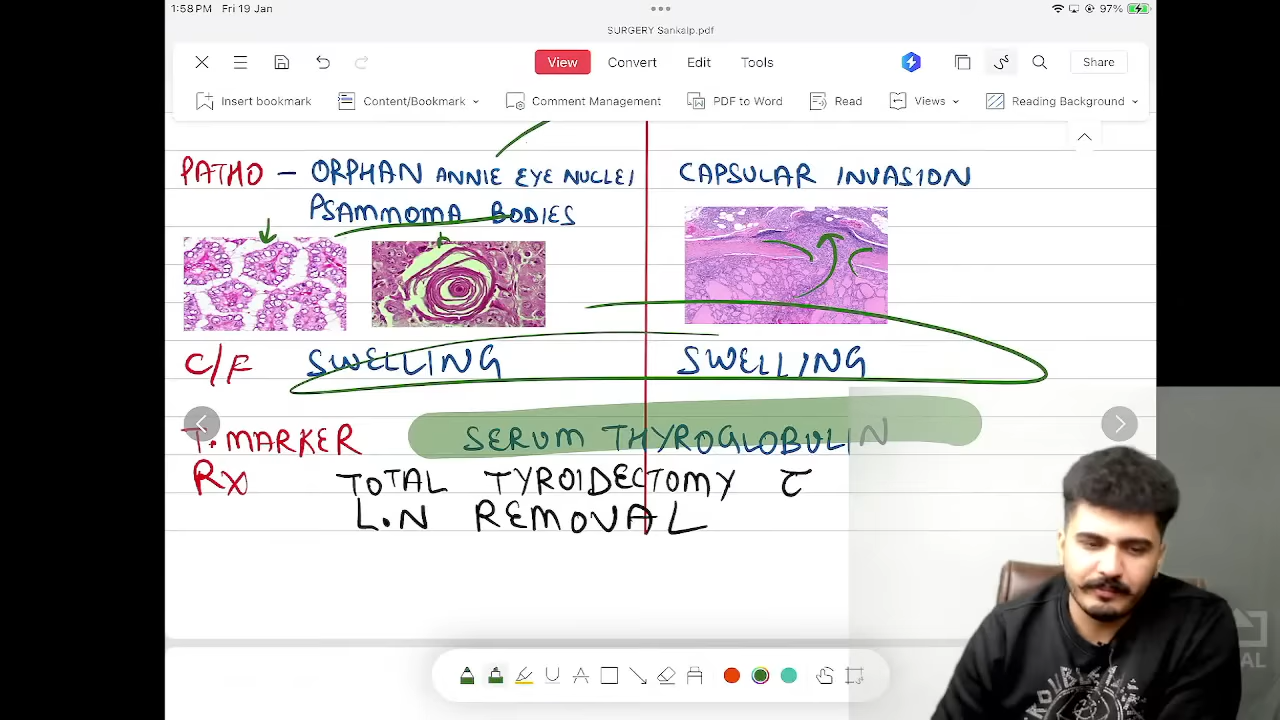 1:58 PM Fri 19 Jan
97%
SURGERY Sankalp.pdf
View Convert Edit Tools Share
Insert bookmark Content/Bookmark Comment Management PDF to Word Read Views Reading Background
PATHO - ORPHAN ANNIE EYE NUCLEI
PSAMMOMA BODIES
CAPSULAR INVASION
C/F SWELLING SWELLING
T. MARKER SERUM THYROGLOBULIN
Rx TOTAL TYROIDECTOMY c̄
L.N REMOVAL